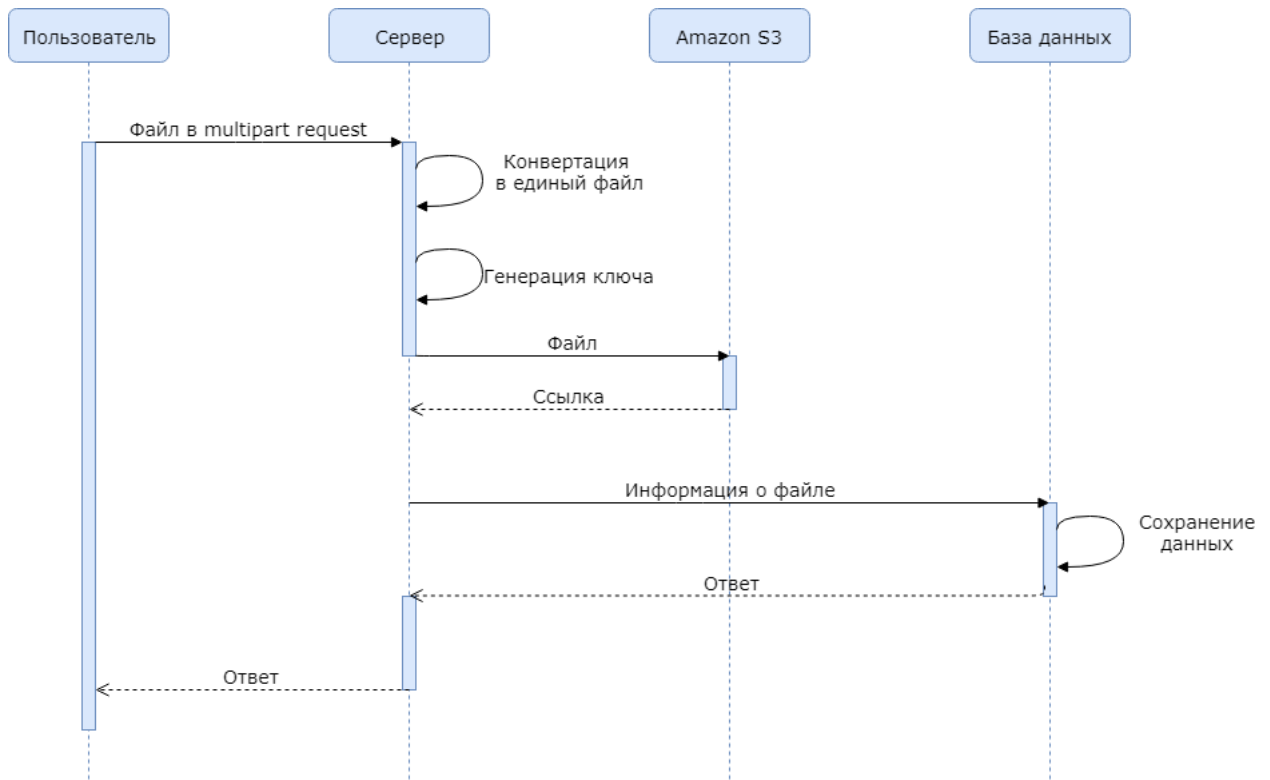 Пользователь
Сервер
Amazon S3
База данных
Файл в multipart request
Конвертация
в единый файл
Генерация ключа
Файл
Ссылка
Информация о файле
Сохранение
данных
Ответ
Ответ